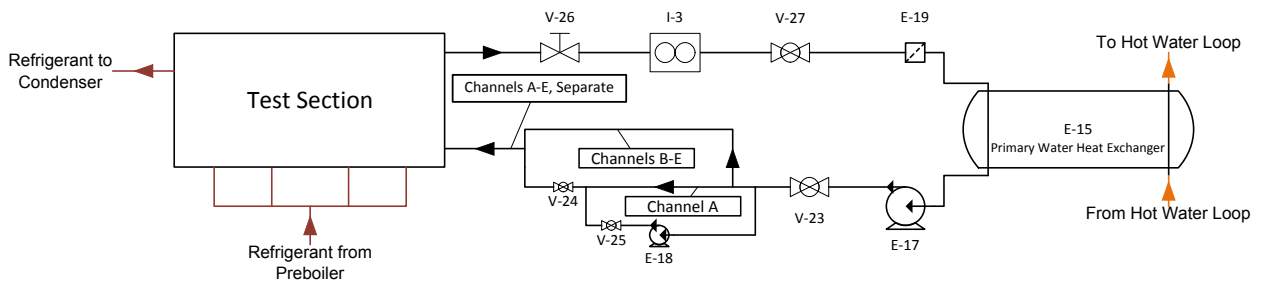 V-26
I-3
V-27
E-19
To Hot Water Loop
Refrigerant to
Condenser
Test Section
Channels A-E, Separate
E-15
Primary Water Heat Exchanger
Channels B-E
V-24
Channel A
V-23
From Hot Water Loop
V-25
E-18
E-17
Refrigerant from
Preboiler